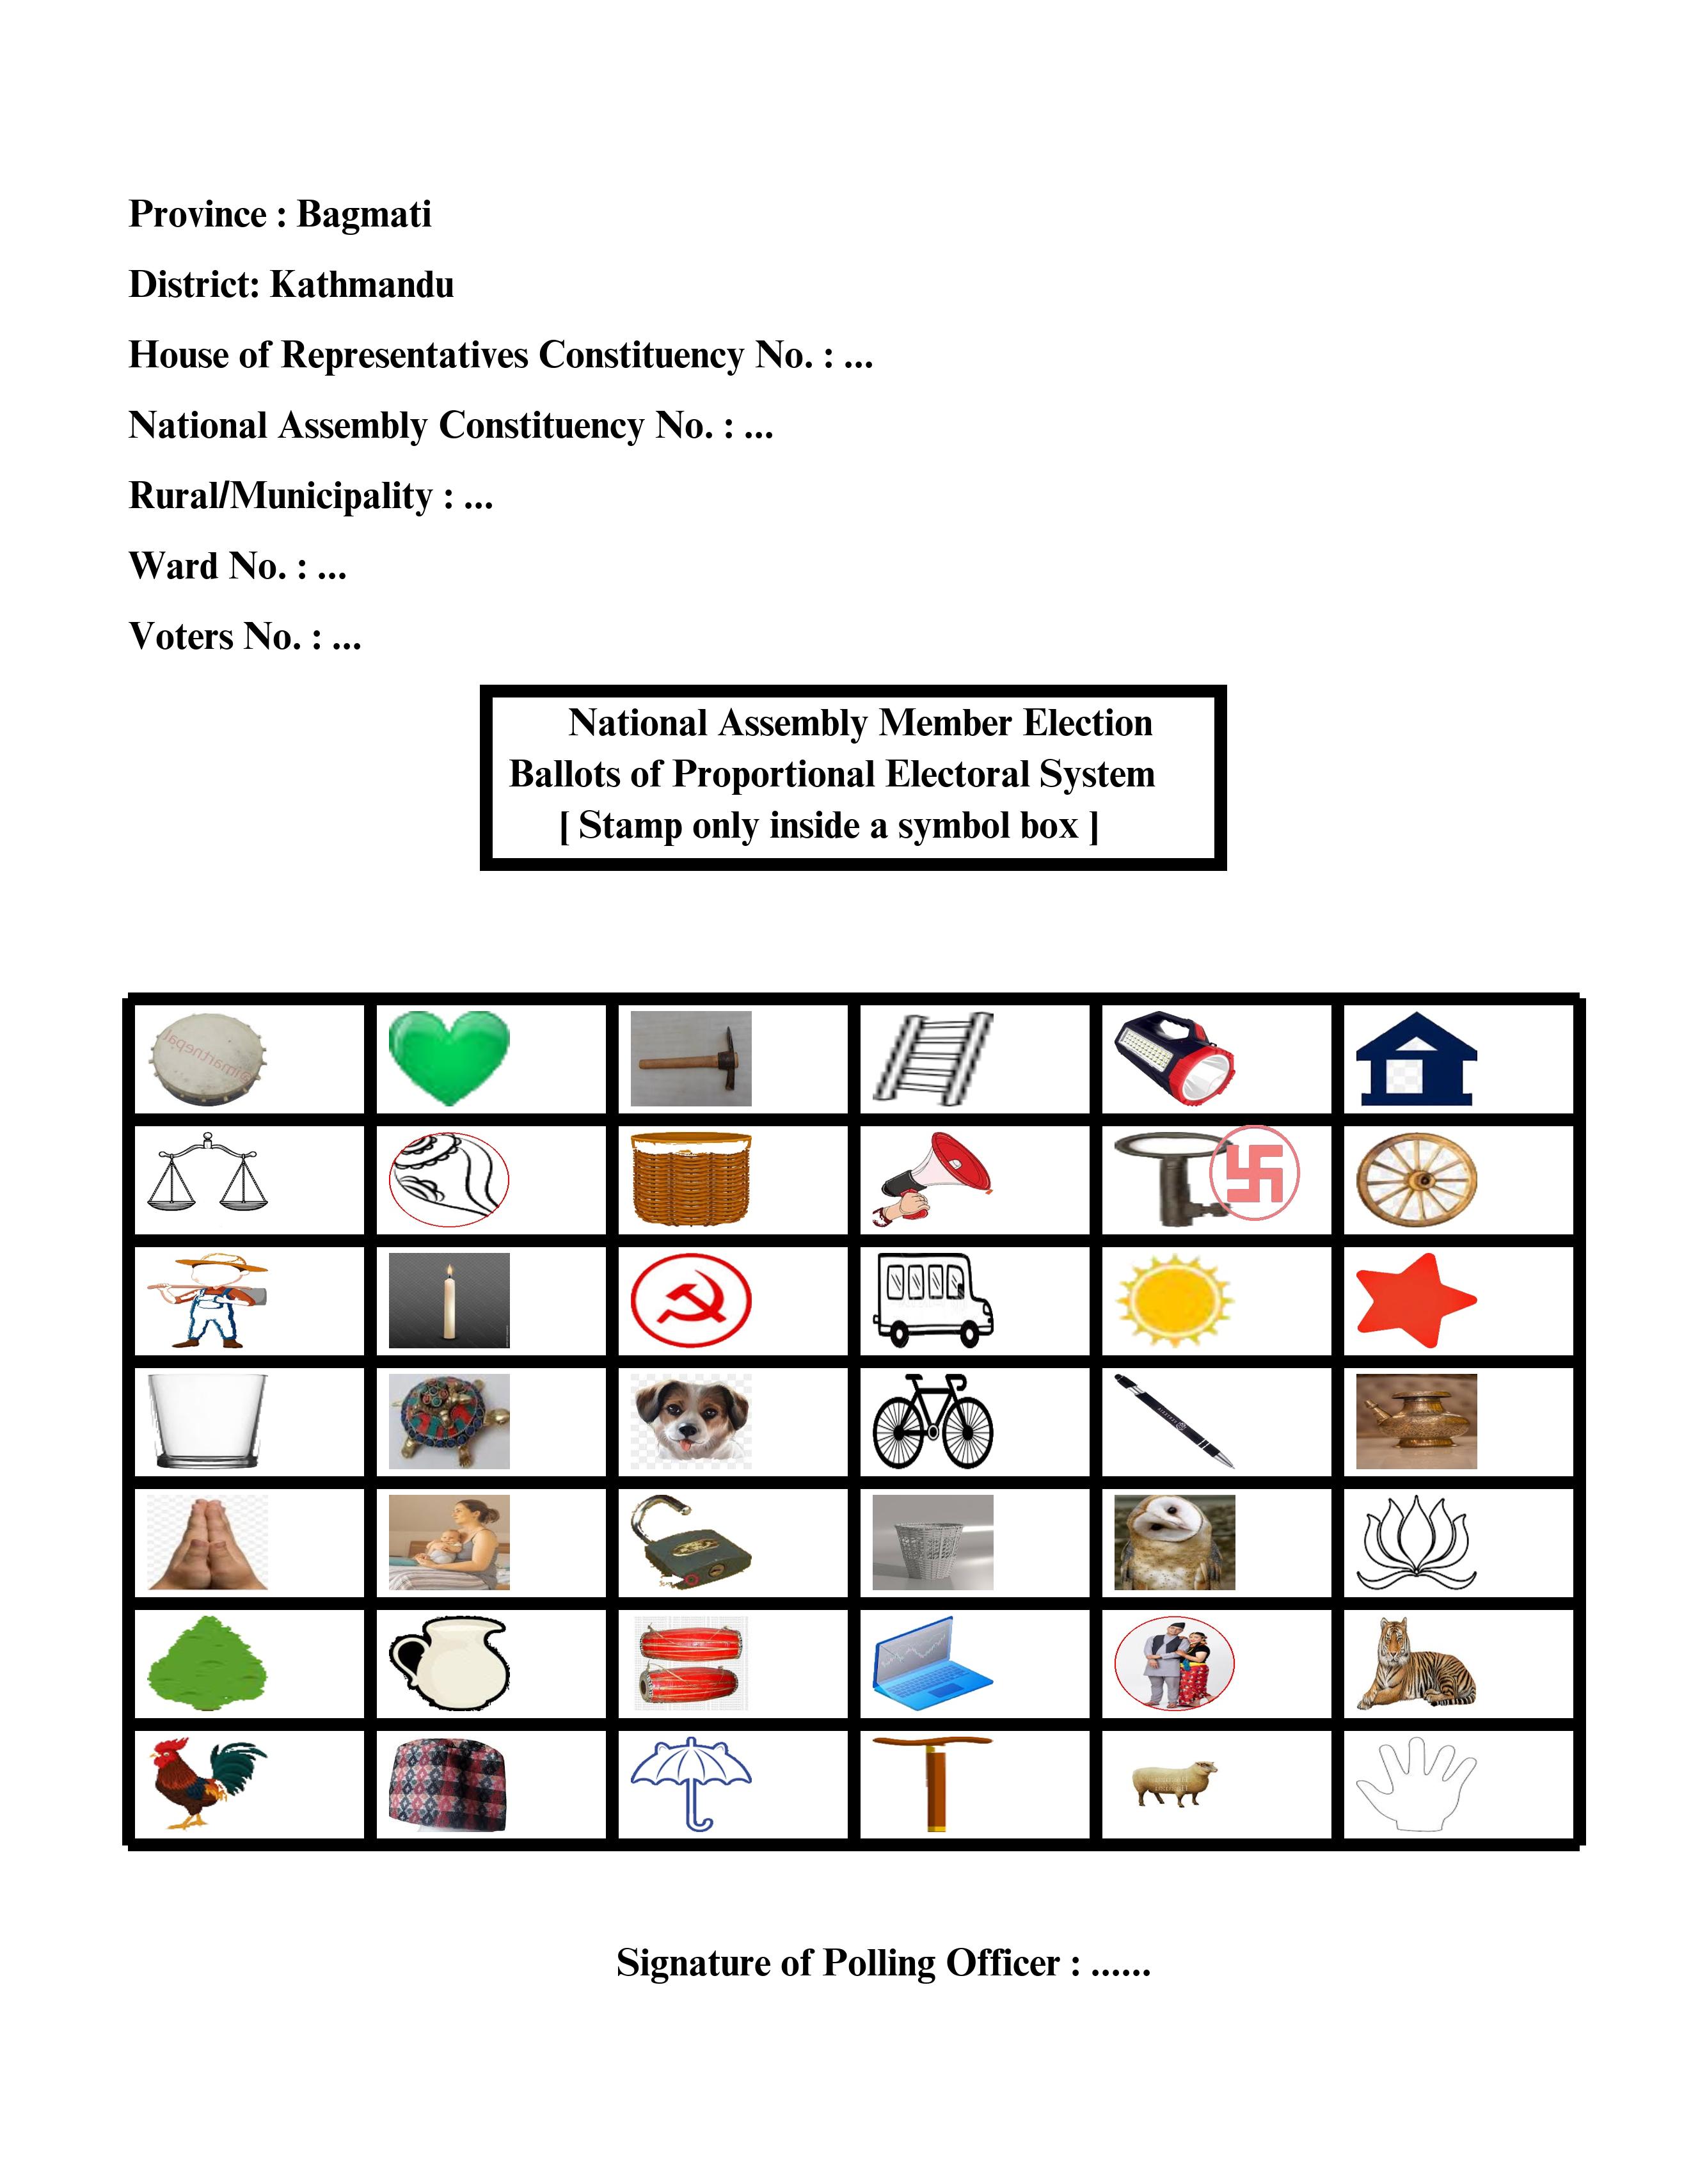 Province : Bagmati
District: Kathmandu
House of Representatives Constituency No. : ...
National Assembly Constituency No. : ...
Rural/Municipality : ...
Ward No. : ...
Voters No. : ...
National Assembly Member Election
Ballots of Proportional Electoral System
[ Stamp only inside a symbol box ]
Signature of Polling Officer : ......